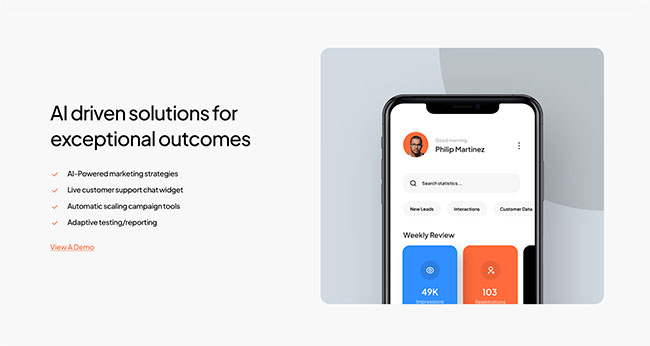 AI driven solutions for
exceptional outcomes
AI-Powered marketing strategies
Live customer support chat widget
Automatic scaling campaign tools
Adaptive testing/reporting
View A Demo
Good morning,
Philip Martinez
Search statistics...
New Leads
Interactions
Customer Data
Weekly Review
49K
Impressions
103
Registrations